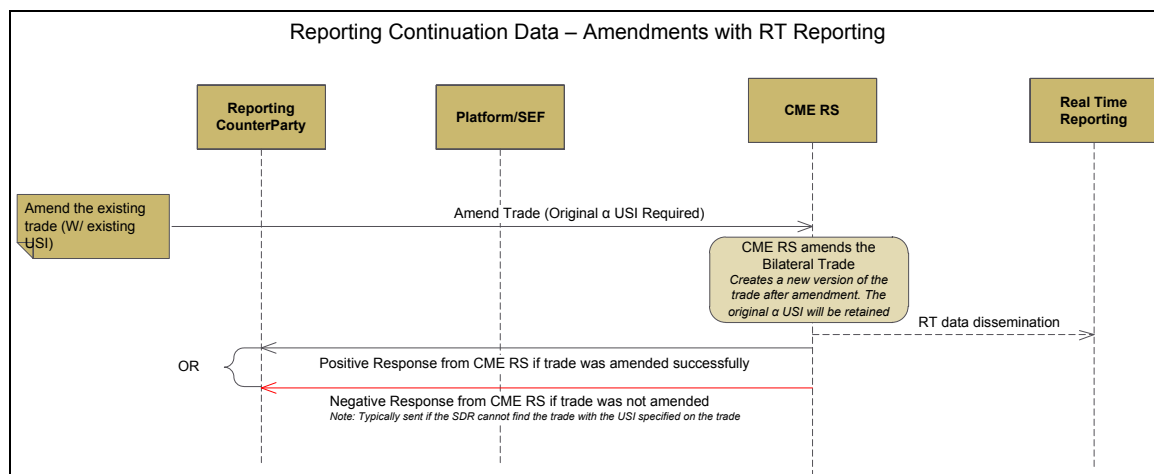 Reporting Continuation Data – Amendments with RT Reporting
Reporting
CounterParty
Platform/SEF
CME RS
Real Time
Reporting
Amend the existing
trade (W/ existing
USI)
Amend Trade (Original α USI Required)
CME RS amends the
Bilateral Trade
Creates a new version of the
trade after amendment. The
original α USI will be retained
RT data dissemination
OR
Positive Response from CME RS if trade was amended successfully
Negative Response from CME RS if trade was not amended
Note: Typically sent if the SDR cannot find the trade with the USI specified on the trade